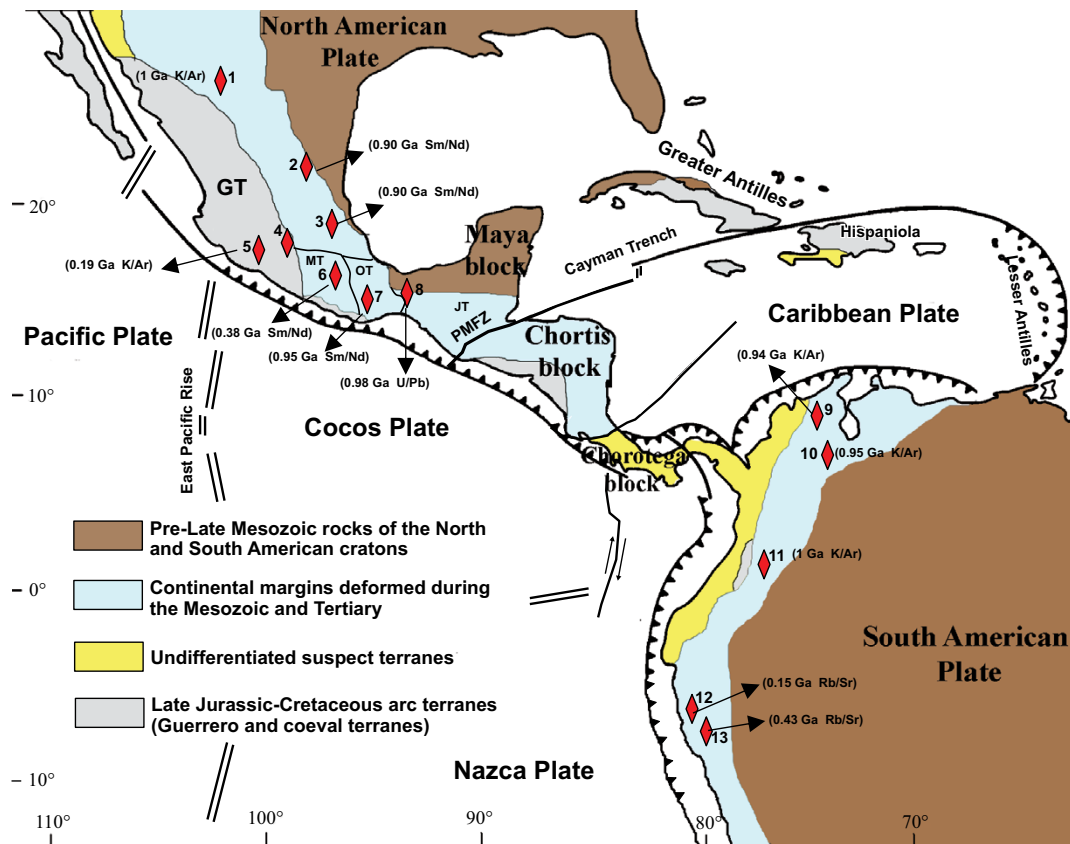 North American
Plate
(1 Ga K/Ar)
1
2
(0.90 Ga Sm/Nd)
(0.90 Ga Sm/Nd)
3
GT
20°
4
5
(0.19 Ga K/Ar)
MT
OT
6
7
8
Maya
block
JT
PMFZ
Greater Antilles
Hispaniola
Cayman Trench
Lesser Antilles
Pacific Plate
(0.38 Ga Sm/Nd)
(0.95 Ga Sm/Nd)
(0.98 Ga U/Pb)
Chortis
block
Caribbean Plate
(0.94 Ga K/Ar)
10°
East Pacific Rise
Cocos Plate
9
10
(0.95 Ga K/Ar)
Chorotega
block
11
(1 Ga K/Ar)
Pre-Late Mesozoic rocks of the North
and South American cratons
Continental margins deformed during
the Mesozoic and Tertiary
0°
Undifferentiated suspect terranes
Late Jurassic-Cretaceous arc terranes
(Guerrero and coeval terranes)
South American
Plate
12
(0.15 Ga Rb/Sr)
13
(0.43 Ga Rb/Sr)
Nazca Plate
10°
110°
100°
90°
80°
70°